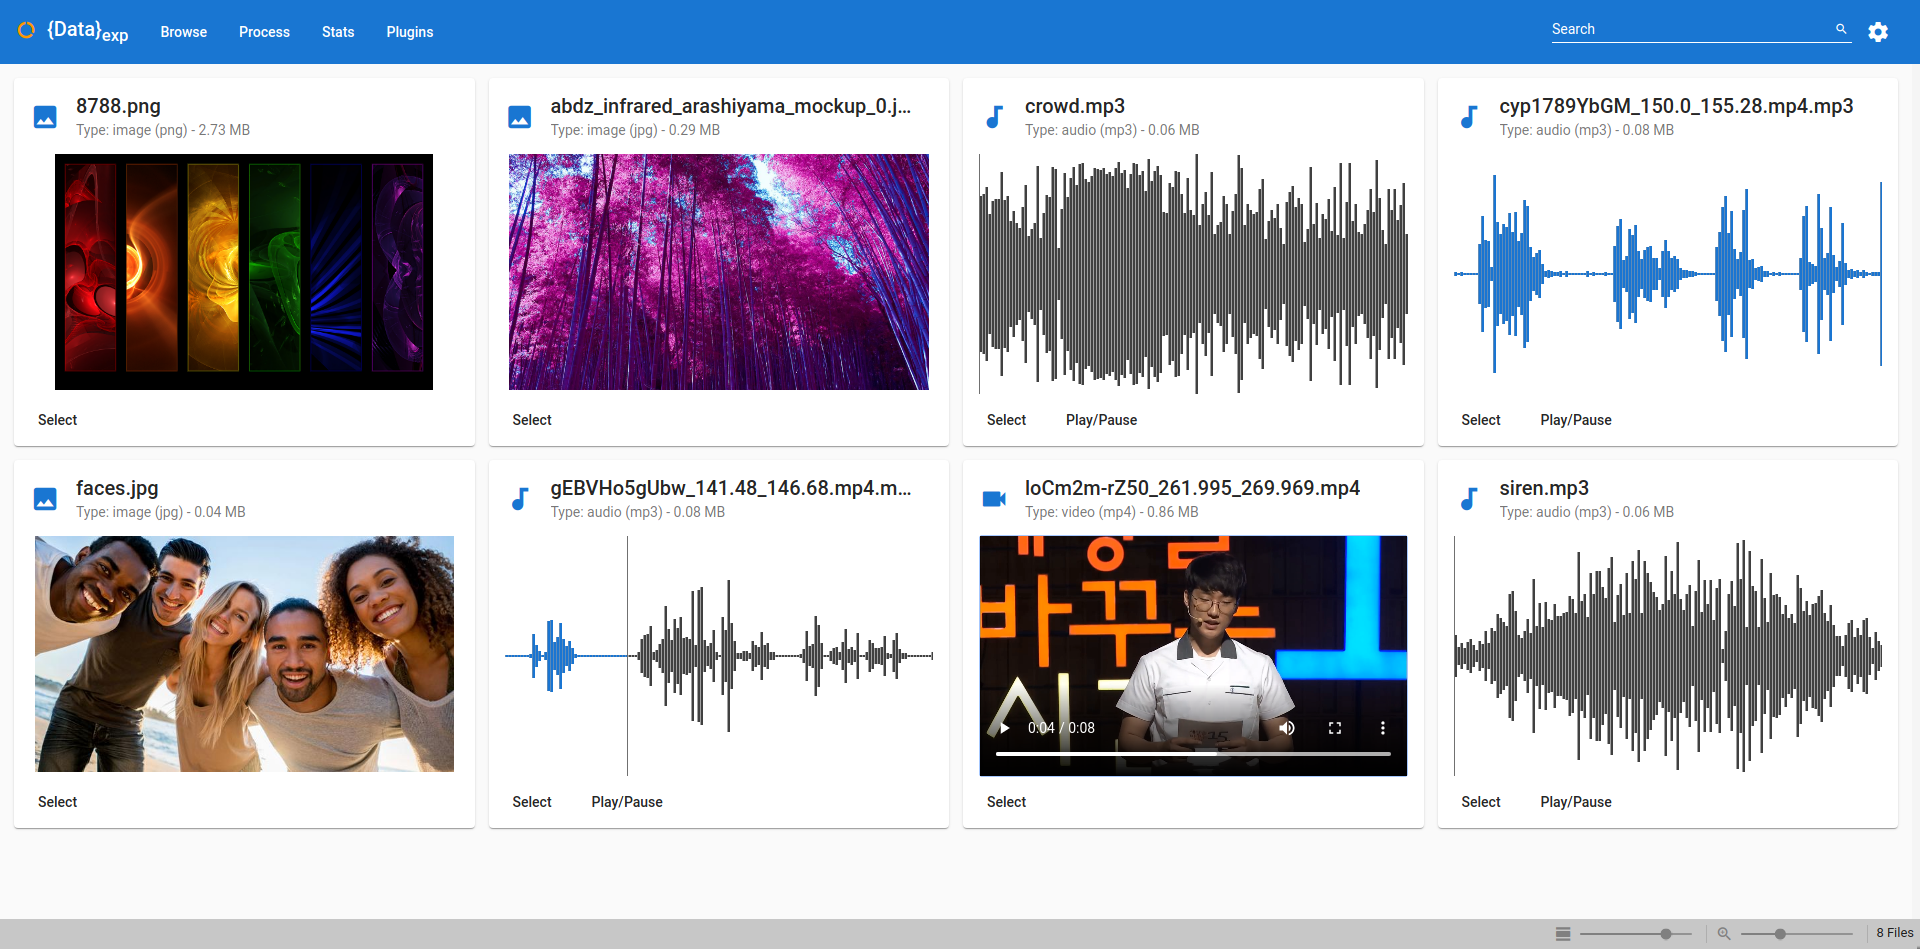 {Data}exp Browse Process Stats Plugins Search
8788.png
Type: image (png) - 2.73 MB
Select
abdz_infrared_arashiyama_mockup_0.j...
Type: image (jpg) - 0.29 MB
Select
crowd.mp3
Type: audio (mp3) - 0.06 MB
Select Play/Pause
cyp1789YbGM_150.0_155.28.mp4.mp3
Type: audio (mp3) - 0.08 MB
Select Play/Pause
faces.jpg
Type: image (jpg) - 0.04 MB
Select
gEBVHo5gUbw_141.48_146.68.mp4.m...
Type: audio (mp3) - 0.08 MB
Select Play/Pause
loCm2m-rZ50_261.995_269.969.mp4
Type: video (mp4) - 0.86 MB
바꾸는
0:04 / 0:08
Select
siren.mp3
Type: audio (mp3) - 0.06 MB
Select Play/Pause
8 Files